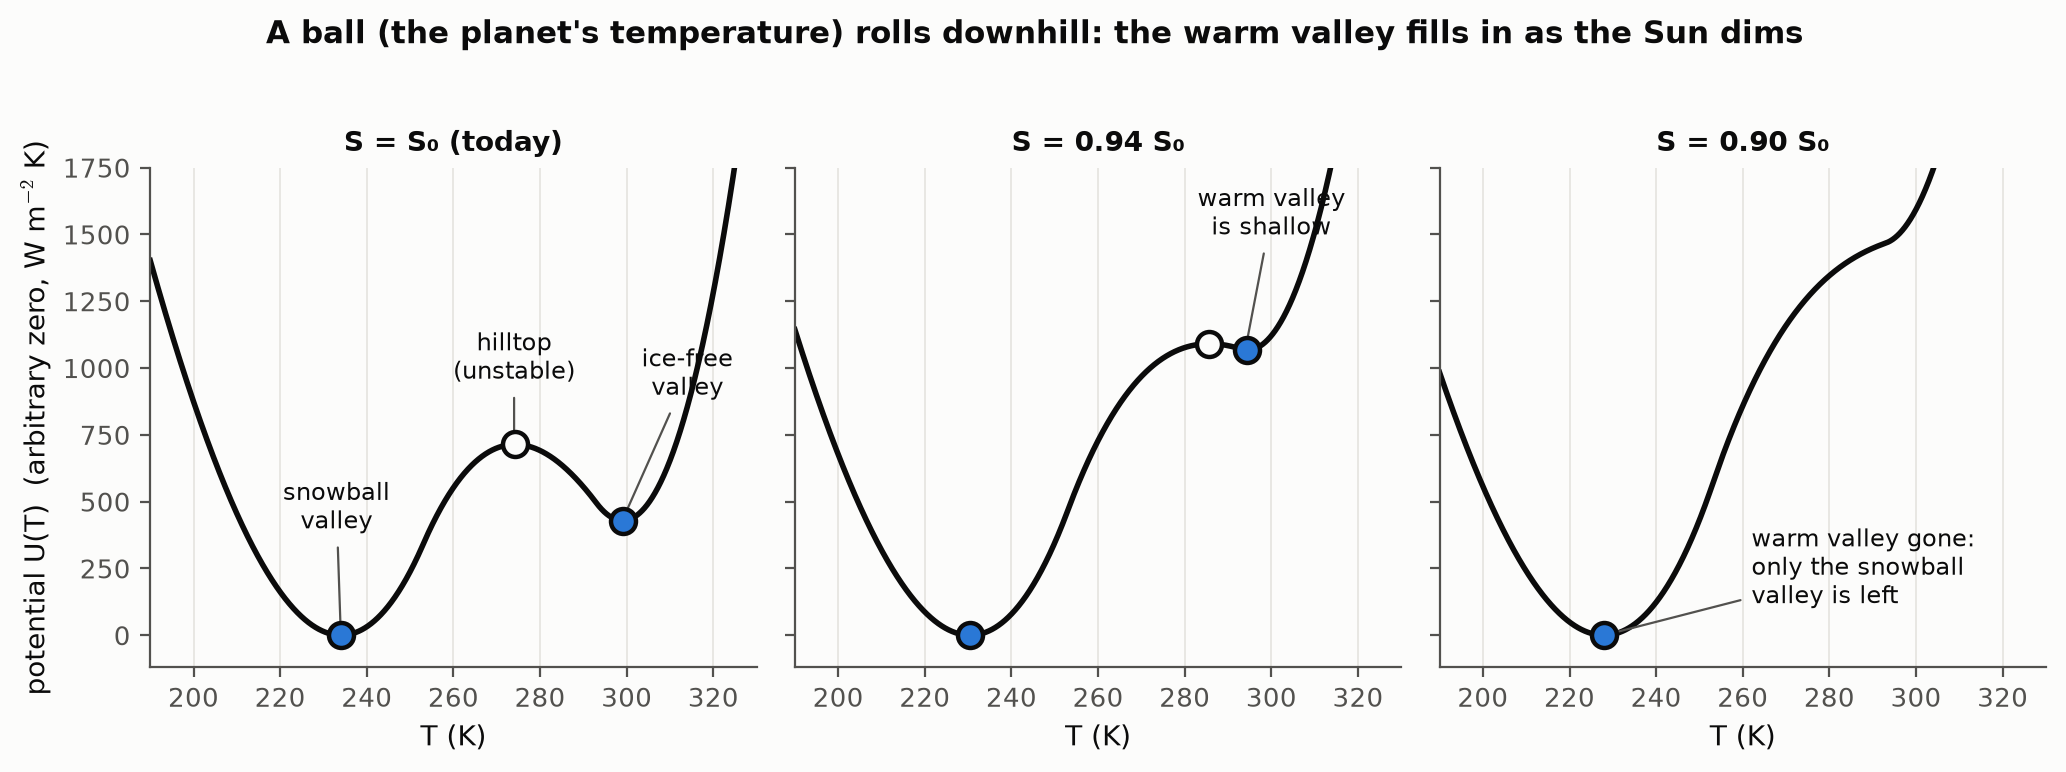 A ball (the planet's temperature) rolls downhill: the warm valley fills in as the Sun dims
S = S₀ (today)
potential U(T)  (arbitrary zero, W m⁻² K)
1750
1500
1250
1000
750
500
250
0
snowball
valley
hilltop
(unstable)
ice-free
valley
200 220 240 260 280 300 320
T (K)
S = 0.94 S₀
warm valley
is shallow
200 220 240 260 280 300 320
T (K)
S = 0.90 S₀
warm valley gone:
only the snowball
valley is left
200 220 240 260 280 300 320
T (K)